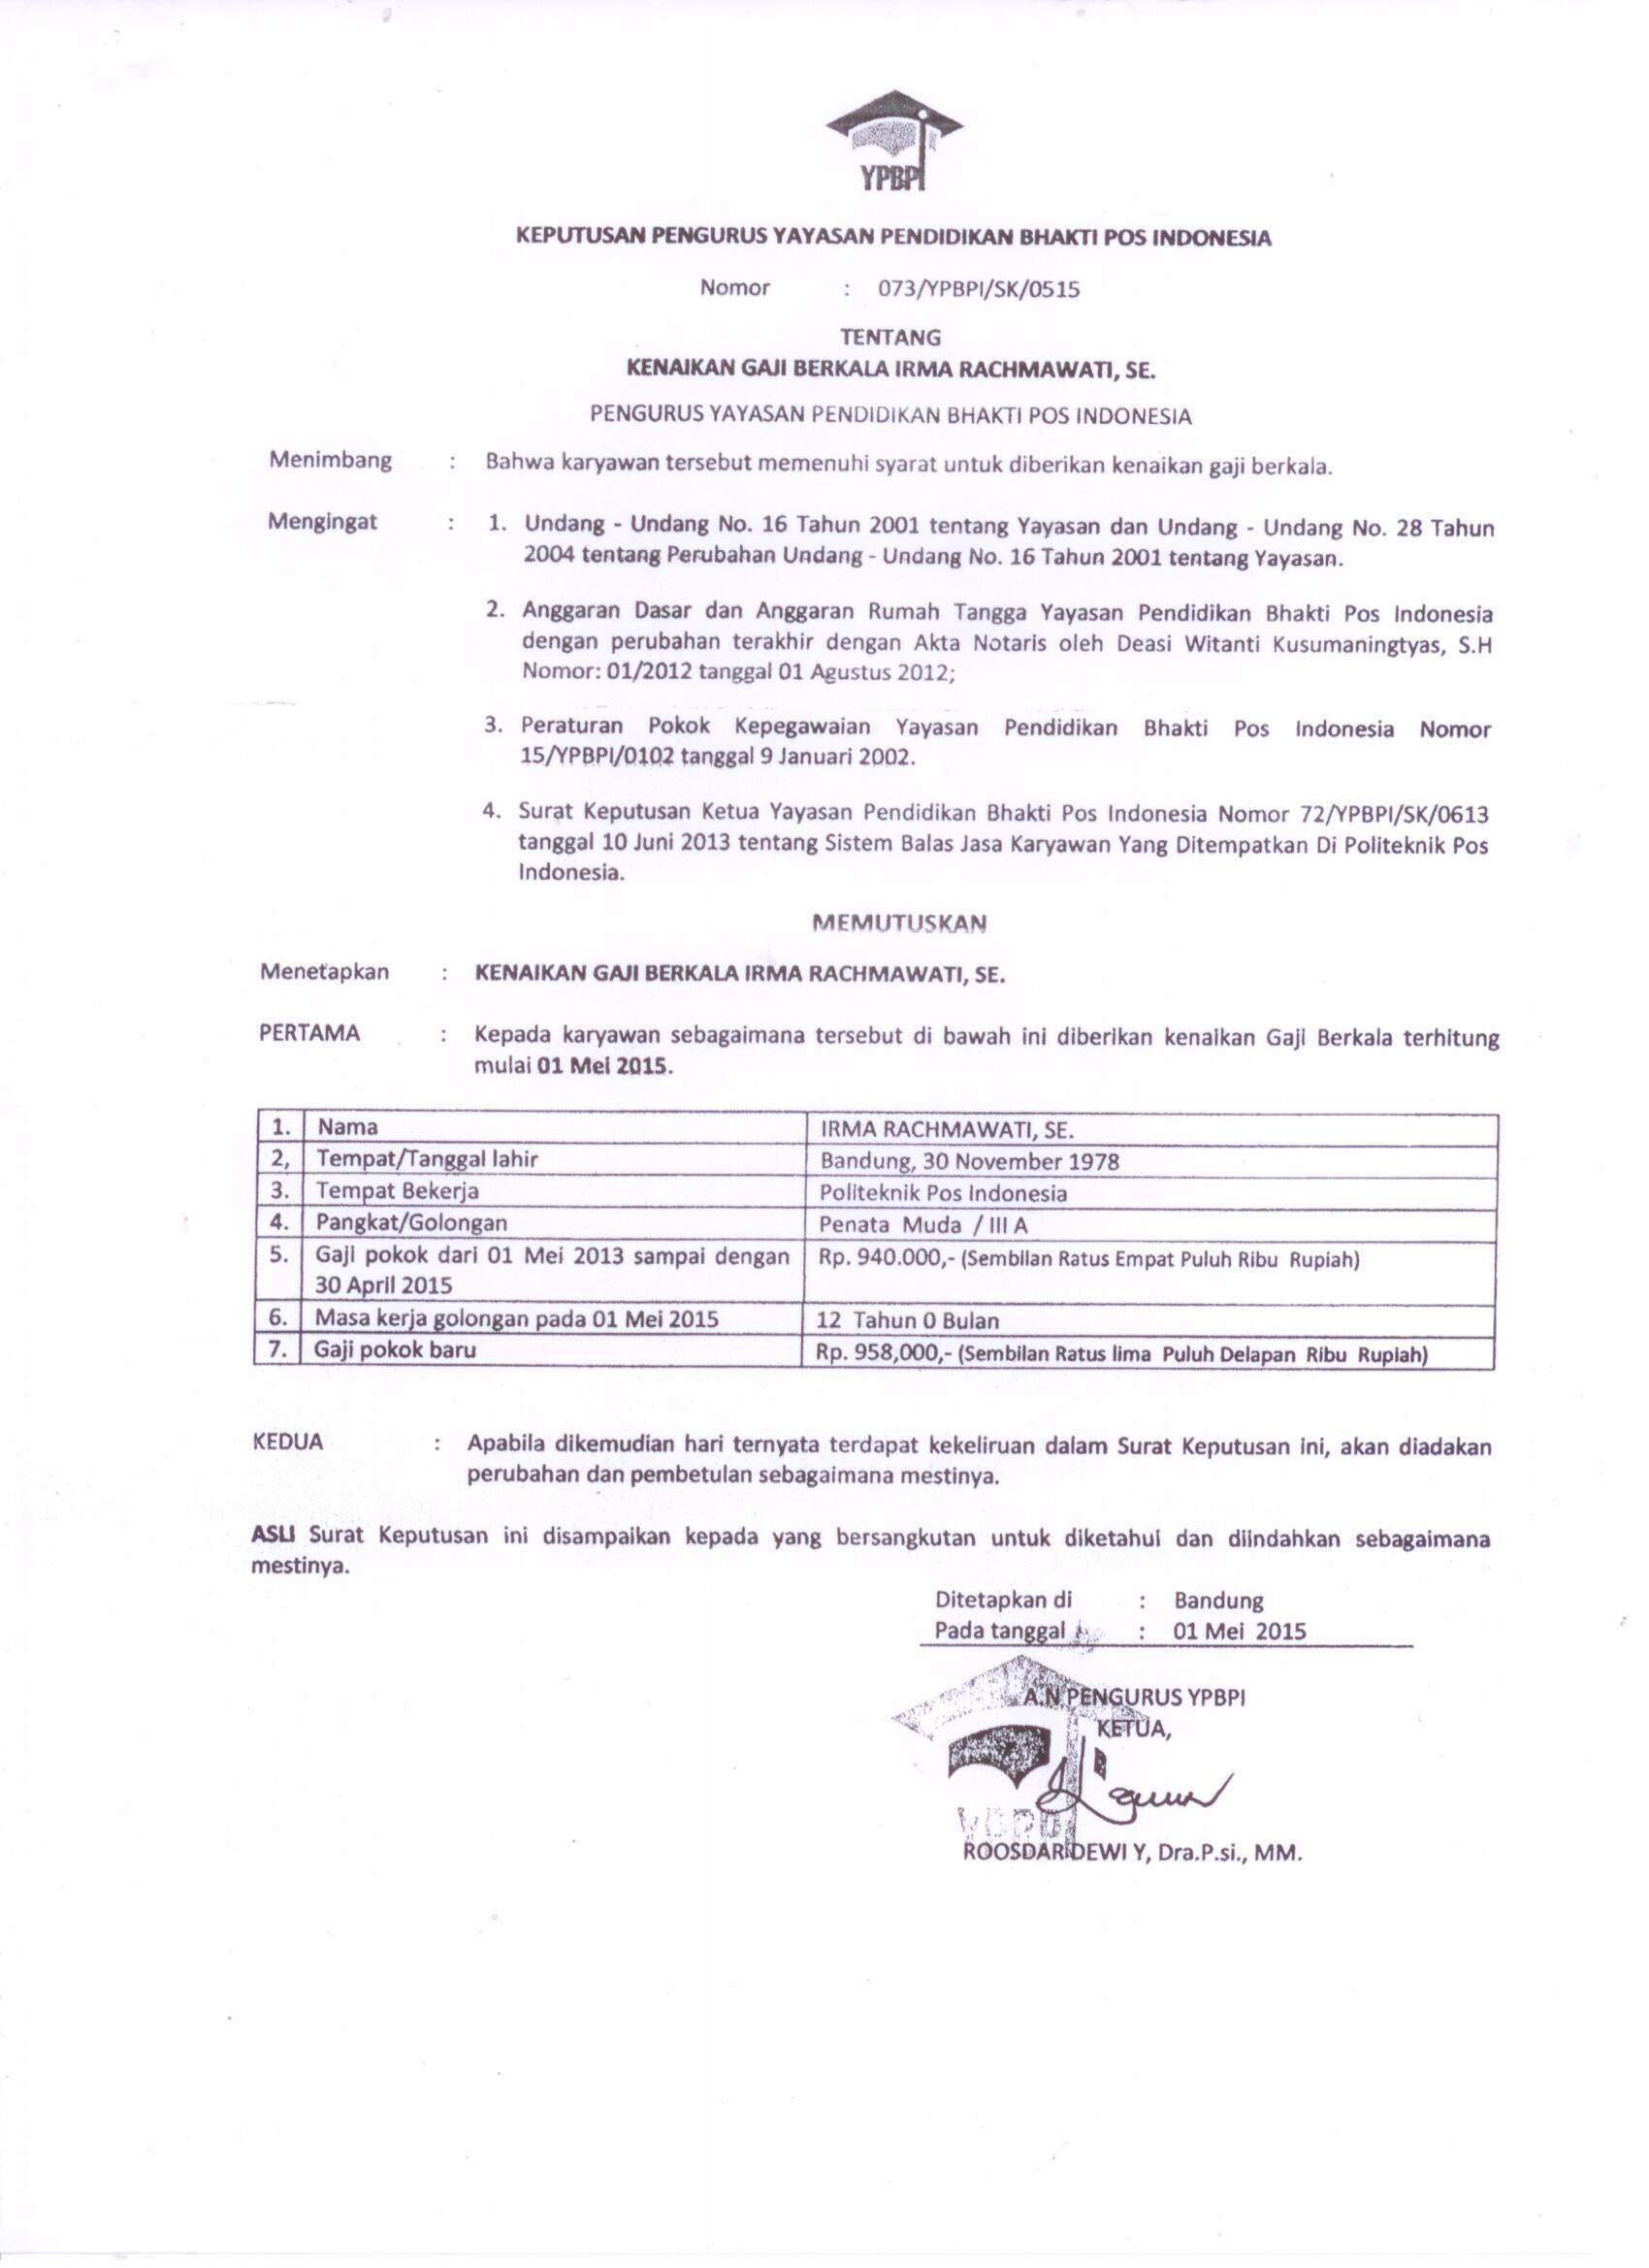 YPBPI
KEPUTUSAN PENGURUS YAYASAN PENDIDIKAN BHAKTI POS INDONESIA
Nomor : 073/YPBPI/SK/0515
TENTANG
KENAIKAN GAJI BERKALA IRMA RACHMAWATI, SE.
PENGURUS YAYASAN PENDIDIKAN BHAKTI POS INDONESIA
Menimbang : Bahwa karyawan tersebut memenuhi syarat untuk diberikan kenaikan gaji berkala.
Mengingat : 1. Undang - Undang No. 16 Tahun 2001 tentang Yayasan dan Undang - Undang No. 28 Tahun
2004 tentang Perubahan Undang - Undang No. 16 Tahun 2001 tentang Yayasan.
2. Anggaran Dasar dan Anggaran Rumah Tangga Yayasan Pendidikan Bhakti Pos Indonesia
dengan perubahan terakhir dengan Akta Notaris oleh Deasi Witanti Kusumaningtyas, S.H
Nomor: 01/2012 tanggal 01 Agustus 2012;
3. Peraturan Pokok Kepegawaian Yayasan Pendidikan Bhakti Pos Indonesia Nomor
15/YPBPI/0102 tanggal 9 Januari 2002.
4. Surat Keputusan Ketua Yayasan Pendidikan Bhakti Pos Indonesia Nomor 72/YPBPI/SK/0613
tanggal 10 Juni 2013 tentang Sistem Balas Jasa Karyawan Yang Ditempatkan Di Politeknik Pos
Indonesia.
MEMUTUSKAN
Menetapkan : KENAIKAN GAJI BERKALA IRMA RACHMAWATI, SE.
PERTAMA : Kepada karyawan sebagaimana tersebut di bawah ini diberikan kenaikan Gaji Berkala terhitung
mulai 01 Mei 2015.
1. Nama IRMA RACHMAWATI, SE.
2, Tempat/Tanggal lahir Bandung, 30 November 1978
3. Tempat Bekerja Politeknik Pos Indonesia
4. Pangkat/Golongan Penata Muda / III A
5. Gaji pokok dari 01 Mei 2013 sampai dengan Rp. 940.000,- (Sembilan Ratus Empat Puluh Ribu Rupiah)
30 April 2015
6. Masa kerja golongan pada 01 Mei 2015 12 Tahun 0 Bulan
7. Gaji pokok baru Rp. 958,000,- (Sembilan Ratus lima Puluh Delapan Ribu Rupiah)
KEDUA : Apabila dikemudian hari ternyata terdapat kekeliruan dalam Surat Keputusan ini, akan diadakan
perubahan dan pembetulan sebagaimana mestinya.
ASLI Surat Keputusan ini disampaikan kepada yang bersangkutan untuk diketahui dan diindahkan sebagaimana
mestinya.
Ditetapkan di : Bandung
Pada tanggal : 01 Mei 2015
A.N PENGURUS YPBPI
KETUA,
ROOSDAR DEWI Y, Dra.P.si., MM.